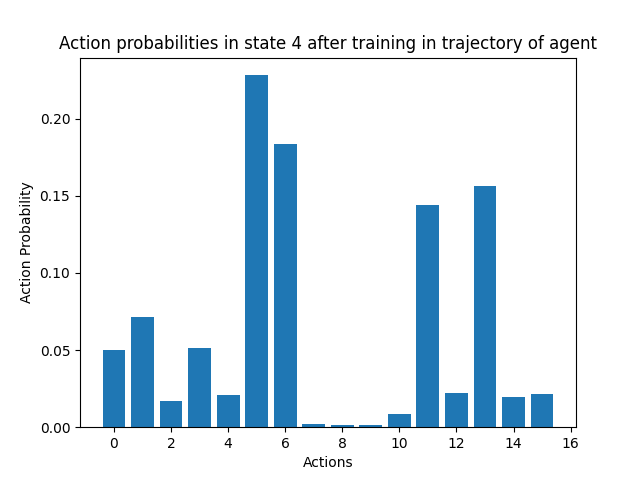 Action probabilities in state 4 after training in trajectory of agent
Action Probability
0.20
0.15
0.10
0.05
0.00
0 2 4 6 8 10 12 14 16
Actions